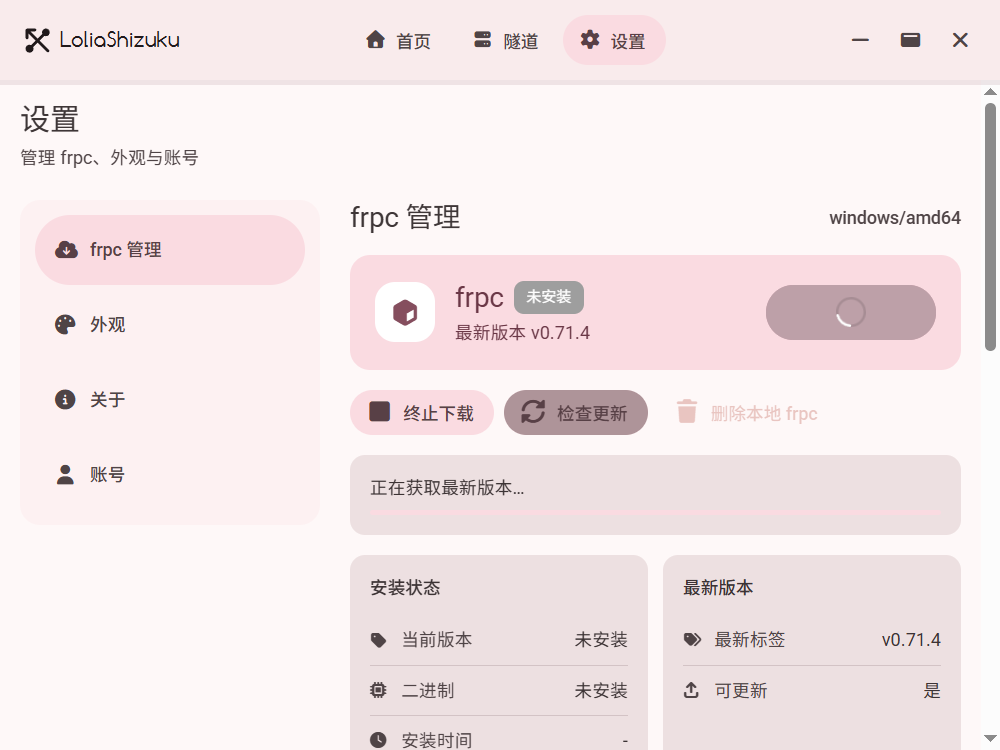 LoliaShizuku
首页
隧道
设置
设置
管理 frpc、外观与账号
frpc 管理
外观
关于
账号
frpc 管理
windows/amd64
frpc
未安装
最新版本 v0.71.4
终止下载
检查更新
删除本地 frpc
正在获取最新版本...
安装状态
当前版本
未安装
二进制
未安装
安装时间
-
最新版本
最新标签
v0.71.4
可更新
是